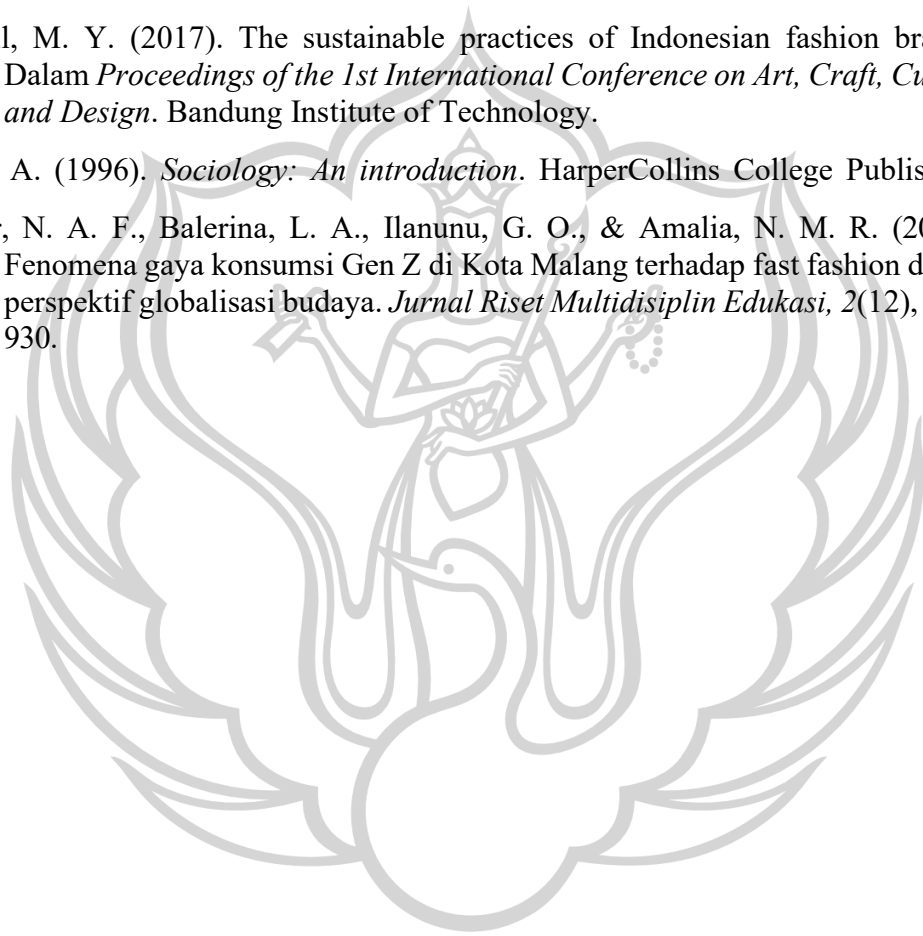 l, M. Y. (2017). The sustainable practices of Indonesian fashion bra
Dalam Proceedings of the 1st International Conference on Art, Craft, Cu
and Design. Bandung Institute of Technology.
A. (1996). Sociology: An introduction. HarperCollins College Publis
, N. A. F., Balerina, L. A., Ilanunu, G. O., & Amalia, N. M. R. (20
Fenomena gaya konsumsi Gen Z di Kota Malang terhadap fast fashion d
perspektif globalisasi budaya. Jurnal Riset Multidisiplin Edukasi, 2(12),
930.